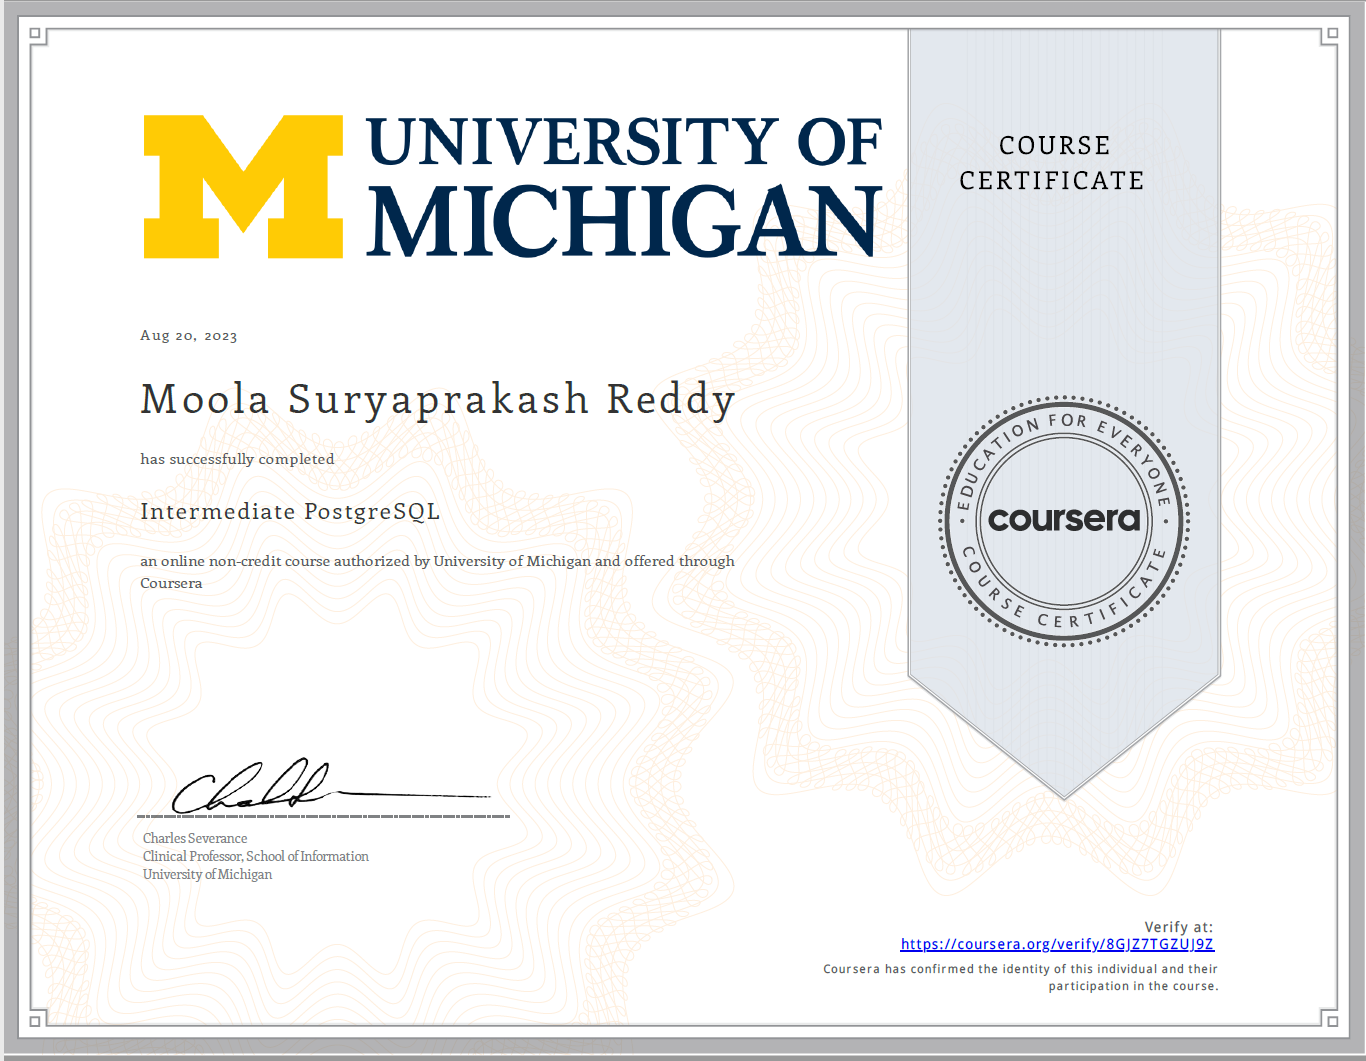 UNIVERSITY OF
MICHIGAN
COURSE
CERTIFICATE
Aug 20, 2023
Moola Suryaprakash Reddy
has successfully completed
Intermediate PostgreSQL
an online non-credit course authorized by University of Michigan and offered through
Coursera
EDUCATION FOR EVERYONE
coursera
COURSE CERTIFICATE
Charles Severance
Clinical Professor, School of Information
University of Michigan
Verify at:
https://coursera.org/verify/8GJZ7TGZUJ9Z
Coursera has confirmed the identity of this individual and their
participation in the course.